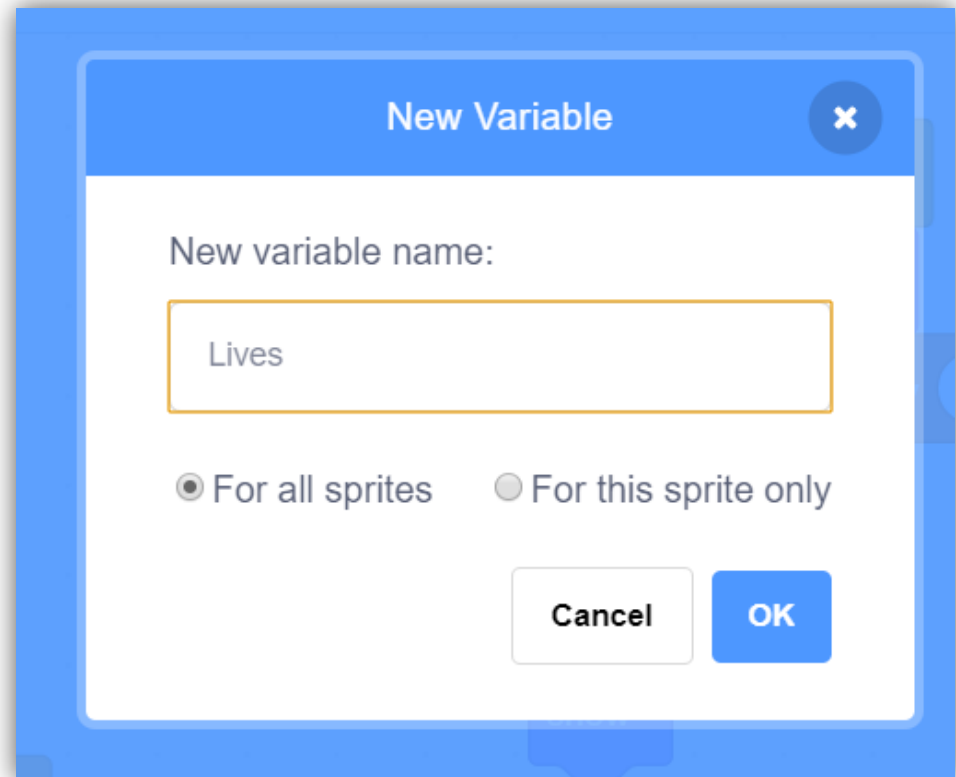 New Variable
New variable name:
Lives
For all sprites For this sprite only
Cancel OK